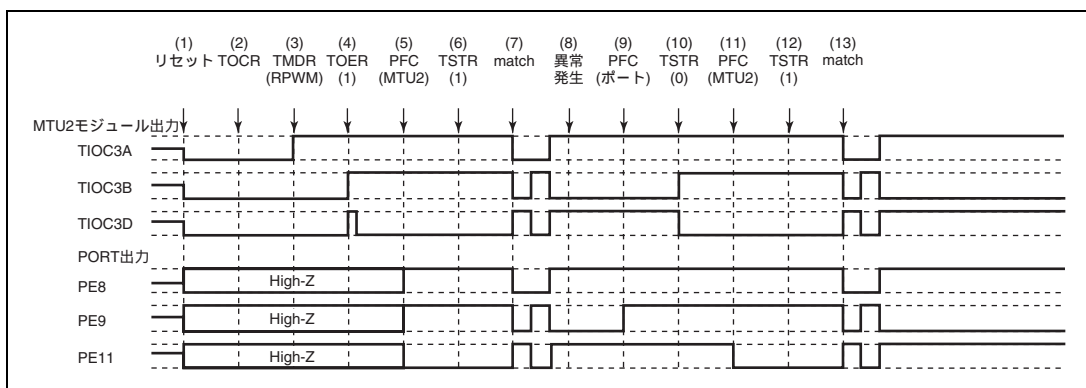 (1) (2) (3) (4) (5) (6) (7) (8) (9) (10) (11) (12) (13)
リセット TOCR TMDR TOER PFC TSTR match 異常 PFC TSTR PFC TSTR match
(RPWM) (1) (MTU2) (1) 発生 (ポート) (0) (MTU2) (1)
MTU2モジュール出力
TIOC3A
TIOC3B
TIOC3D
PORT出力
PE8 High-Z
PE9 High-Z
PE11 High-Z